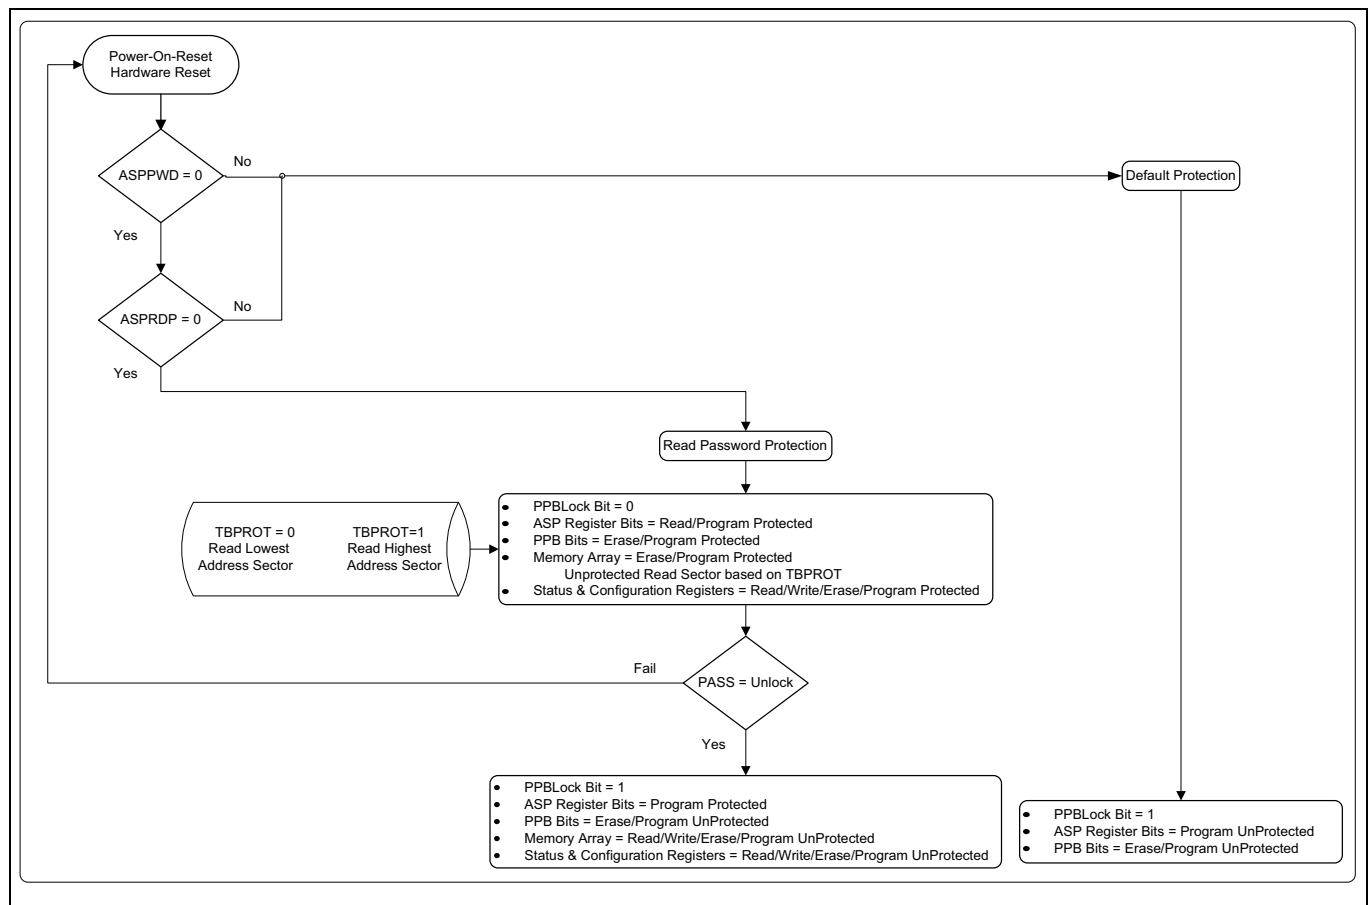 Power-On-Reset
Hardware Reset
ASPPWD = 0
No
Default Protection
Yes
ASPRDP = 0
No
Yes
Read Password Protection
TBPROT = 0
Read Lowest
Address Sector
TBPROT=1
Read Highest
Address Sector
• PPBLock Bit = 0
• ASP Register Bits = Read/Program Protected
• PPB Bits = Erase/Program Protected
• Memory Array = Erase/Program Protected
Unprotected Read Sector based on TBPROT
• Status & Configuration Registers = Read/Write/Erase/Program Protected
Fail
PASS = Unlock
Yes
• PPBLock Bit = 1
• ASP Register Bits = Program Protected
• PPB Bits = Erase/Program UnProtected
• Memory Array = Read/Write/Erase/Program UnProtected
• Status & Configuration Registers = Read/Write/Erase/Program UnProtected
• PPBLock Bit = 1
• ASP Register Bits = Program UnProtected
• PPB Bits = Erase/Program UnProtected